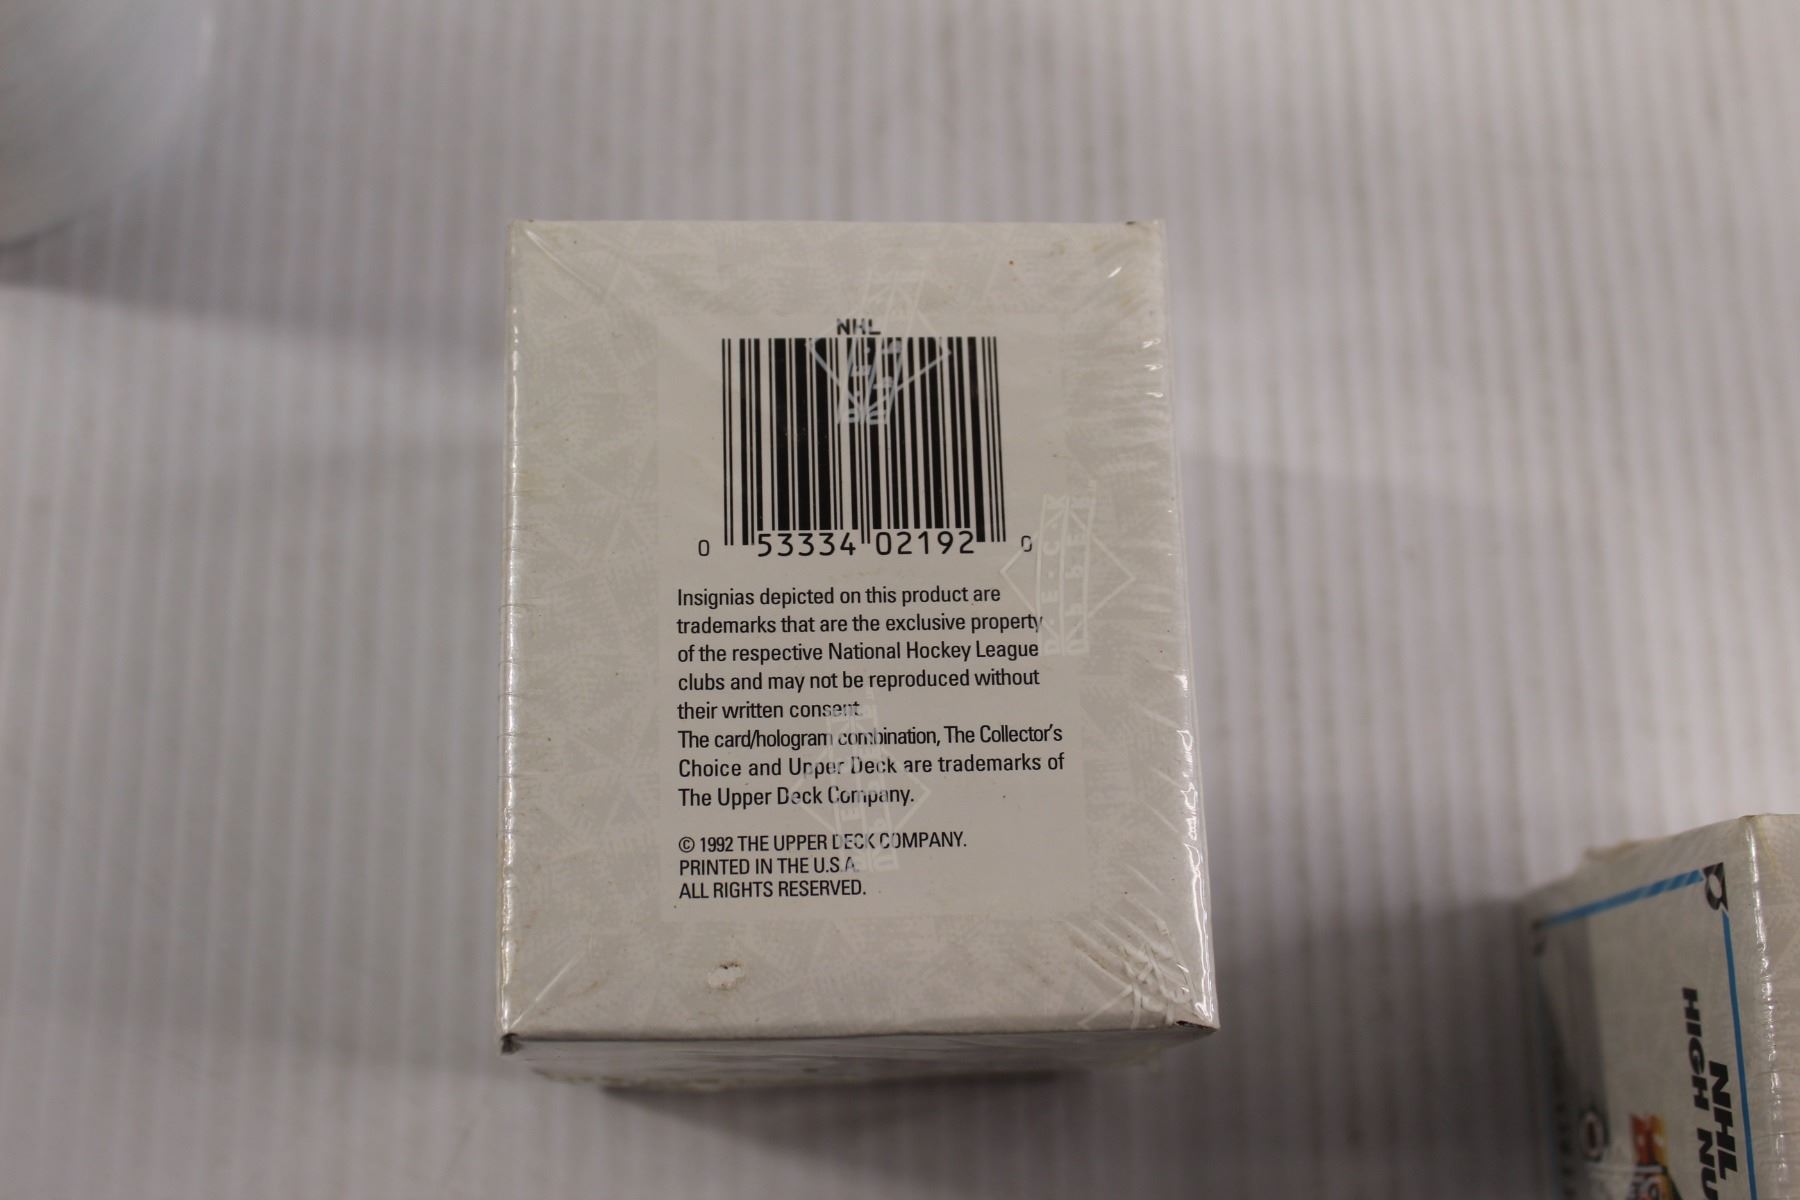 NHL
0 53334 02192 0
Insignias depicted on this product are
trademarks that are the exclusive property
of the respective National Hockey League
clubs and may not be reproduced without
their written consent.
The card/hologram combination, The Collector's
Choice and Upper Deck are trademarks of
The Upper Deck Company.
© 1992 THE UPPER DECK COMPANY.
PRINTED IN THE U.S.A.
ALL RIGHTS RESERVED.
NHL
HIGH NU